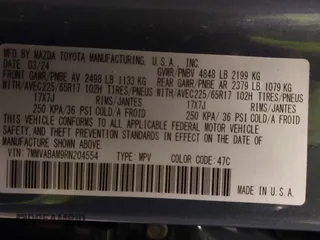 MFD BY MAZDA TOYOTA MANUFACTURING, U.S.A., INC.
DATE: 03/24 GVWR/PNBV 4848 LB 2199 KG
FRONT GAWR/PNBE AV 2498 LB 1133 KG REAR GAWR/PNBE AR 2379 LB 1079 KG
WITH/AVEC225/65R17 102H TIRES/PNEUS WITH/AVEC225/65R17 102H TIRES/PNEUS
17X7J RIMS/JANTES 17X7J RIMS/JANTES
250 KPA/36 PSI COLD/A FROID 250 KPA/36 PSI COLD/A FROID
THIS VEHICLE CONFORMS TO ALL APPLICABLE FEDERAL MOTOR VEHICLE
SAFETY AND THEFT PREVENTION STANDARDS IN EFFECT ON THE DATE OF
MANUFACTURE SHOWN ABOVE.
VIN: 7MMVABAM9RN204554 TYPE: MPV COLOR CODE: 47C